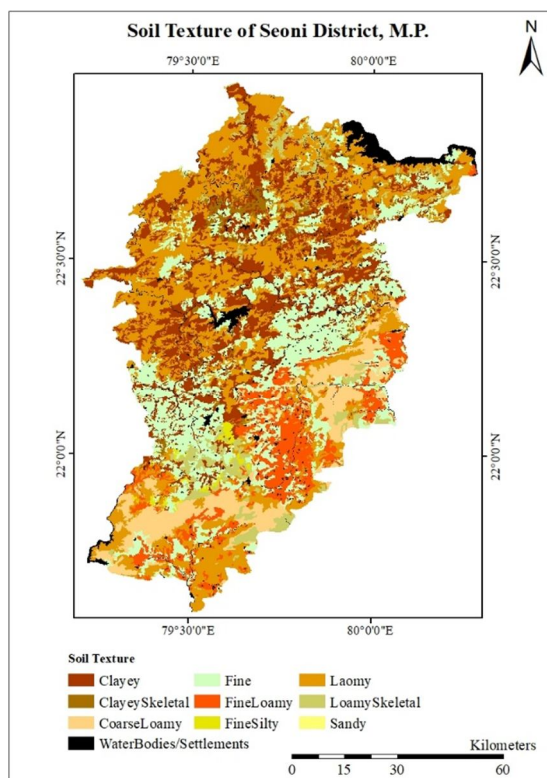 Soil Texture of Seoni District, M.P.
N
79°30'0"E 80°0'0"E
22°30'0"N 22°30'0"N
22°0'0"N 22°0'0"N
79°30'0"E 80°0'0"E
Soil Texture
Clayey Fine Laomy
ClayeySkeletal FineLoamy LoamySkeletal
CoarseLoamy FineSilty Sandy
WaterBodies/Settlements
Kilometers
0 15 30 60